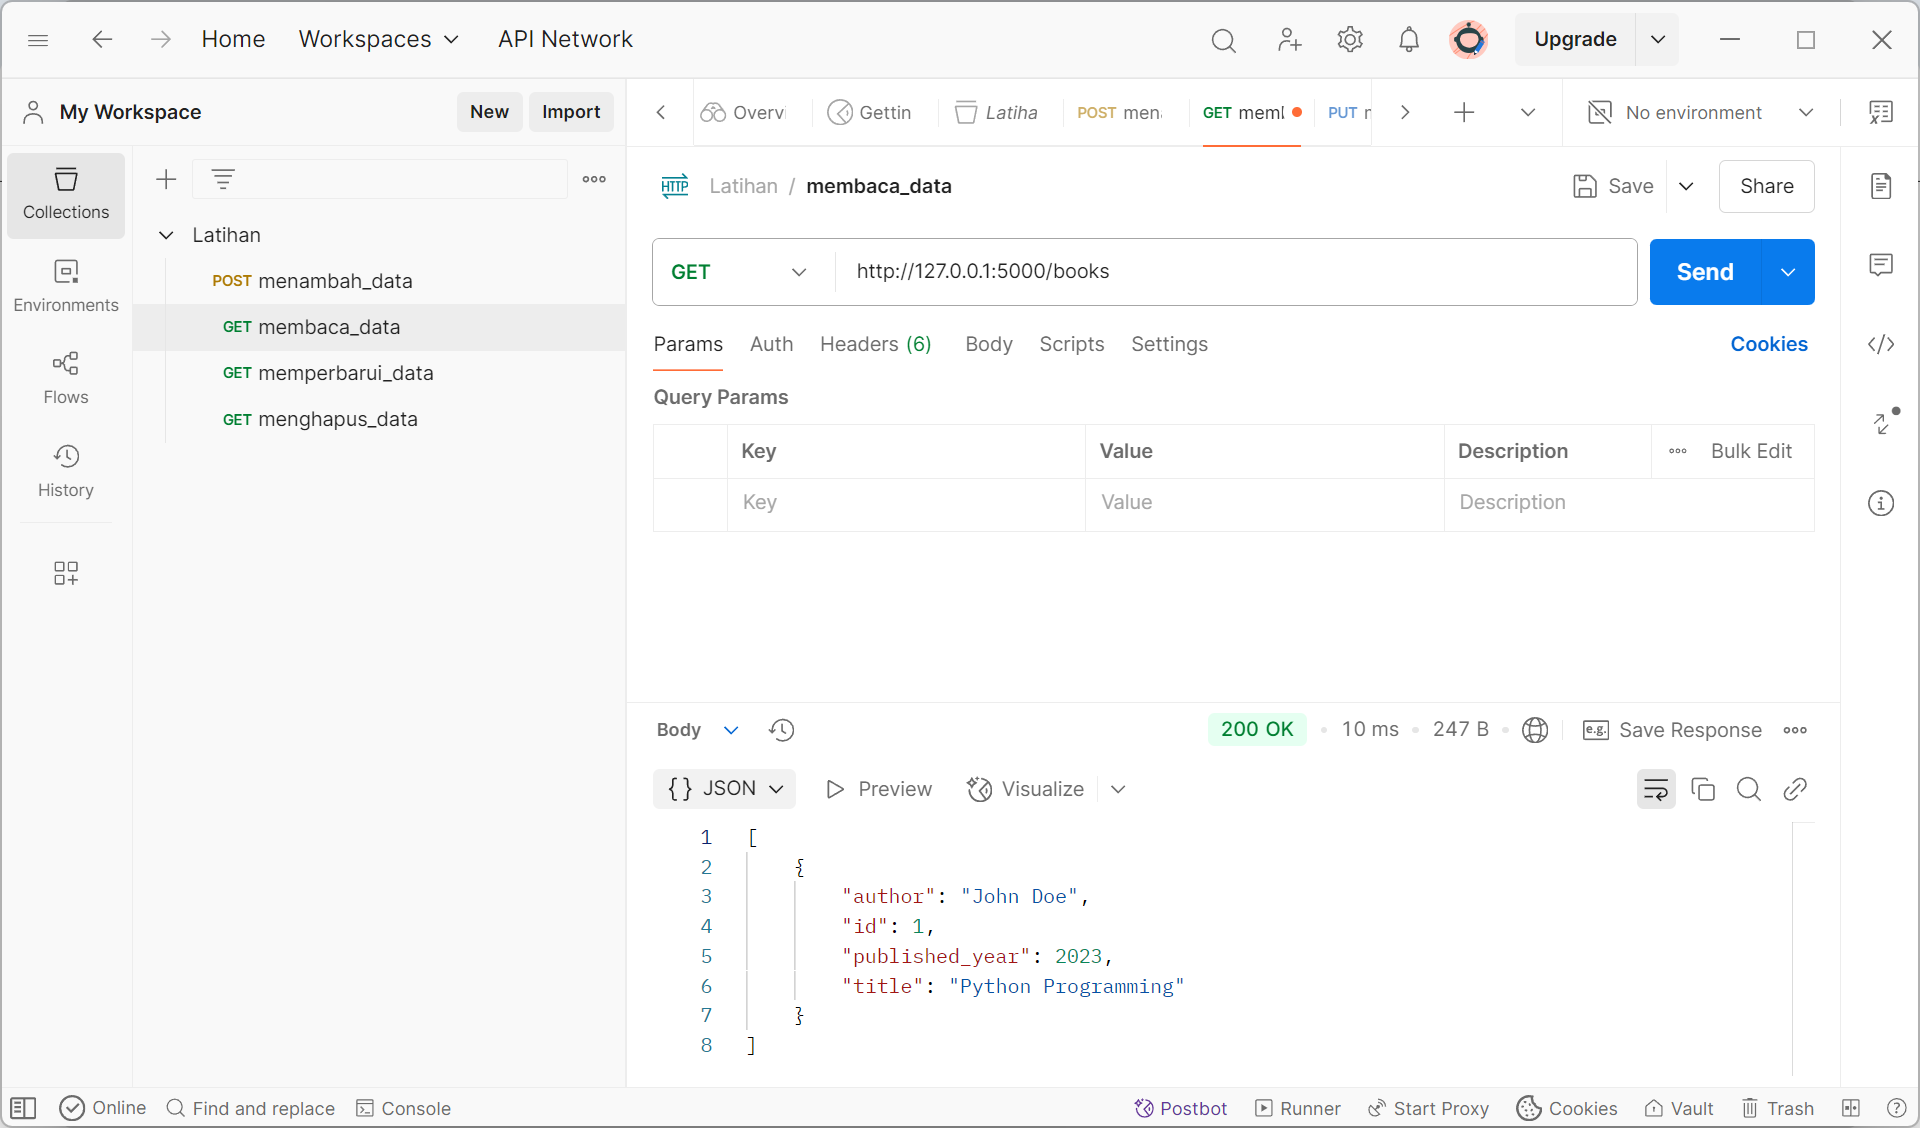 Home Workspaces API Network Upgrade
My Workspace New Import Overvi Gettin Latiha POST mena GET meml PUT No environment
Collections
Environments
Flows
History
Latihan
POST menambah_data
GET membaca_data
GET memperbarui_data
GET menghapus_data
HTTP Latihan / membaca_data Save Share
GET http://127.0.0.1:5000/books Send
Params Auth Headers (6) Body Scripts Settings Cookies
Query Params
Key Value Description Bulk Edit
Key Value Description
Body 200 OK 10 ms 247 B e.g. Save Response
{} JSON Preview Visualize
1 [
2 {
3 "author": "John Doe",
4 "id": 1,
5 "published_year": 2023,
6 "title": "Python Programming"
7 }
8 ]
Online Find and replace Console Postbot Runner Start Proxy Cookies Vault Trash